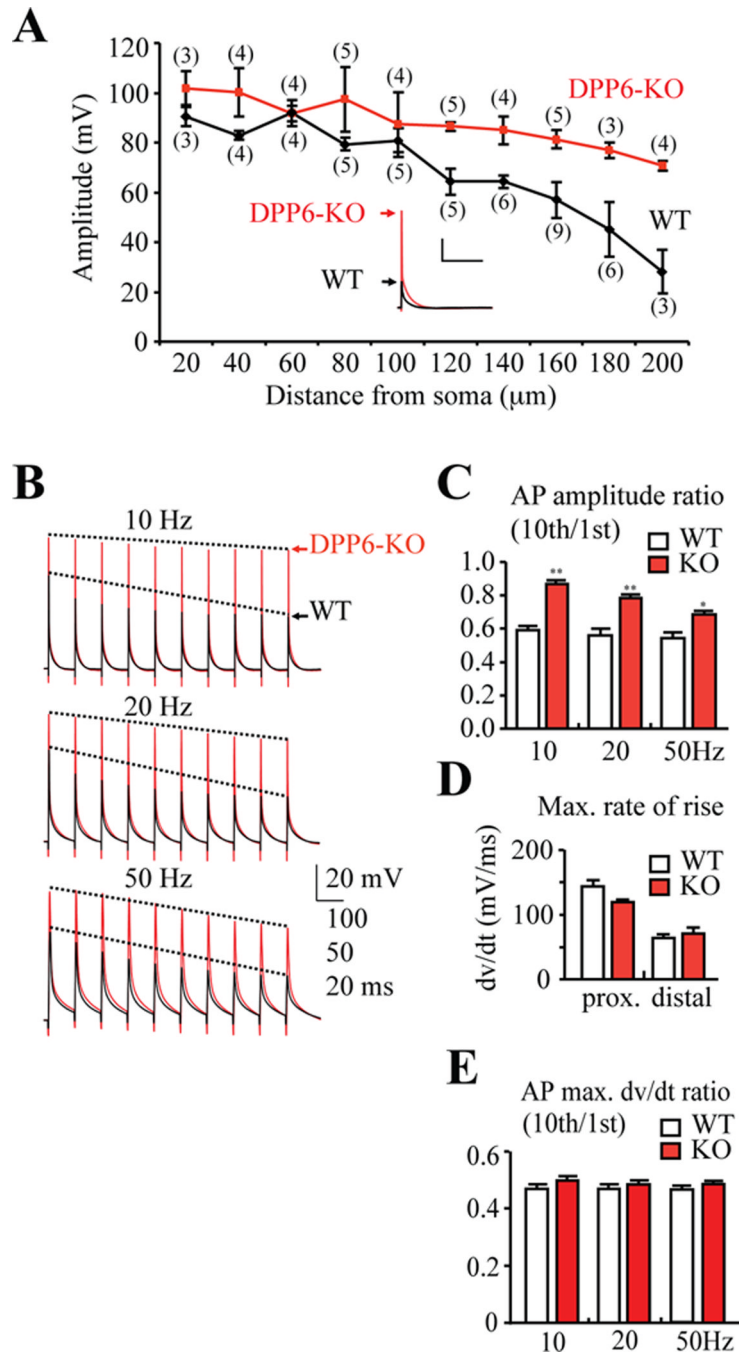 A
120
100
80
60
40
20
0
Amplitude (mV)
(3) (4) (4) (5) (4) (5) (4) (5) (3) (4)
(3) (4) (4) (5) (5) (5) (6) (9) (6) (3)
DPP6-KO
WT
DPP6-KO
WT
20 40 60 80 100 120 140 160 180 200
Distance from soma (μm)
B
10 Hz
DPP6-KO
WT
20 Hz
50 Hz
20 mV
100
50
20 ms
C
AP amplitude ratio
(10th/1st)
WT
KO
1.0
0.8
0.6
0.4
0.2
0.0
** ** *
10 20 50Hz
D
Max. rate of rise
WT
KO
200
100
0
dv/dt (mV/ms)
prox. distal
E
AP max. dv/dt ratio
(10th/1st)
WT
KO
0.6
0.4
0.2
0
10 20 50Hz